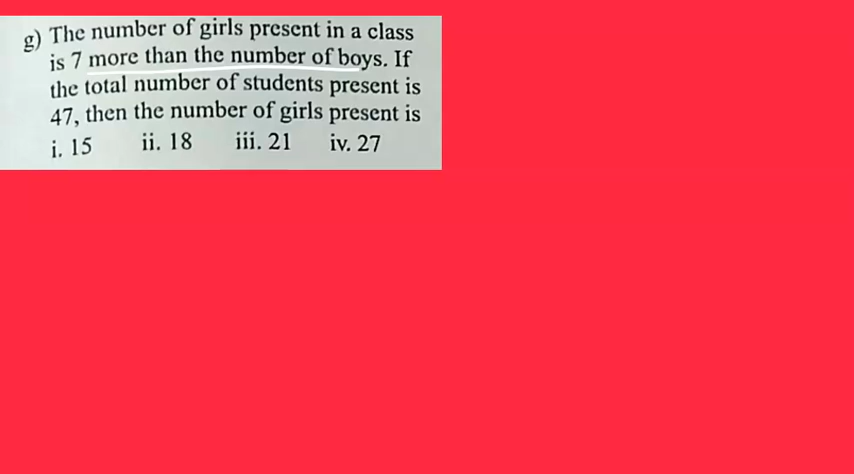 g) The number of girls present in a class
is 7 more than the number of boys. If
the total number of students present is
47, then the number of girls present is
i. 15 ii. 18 iii. 21 iv. 27